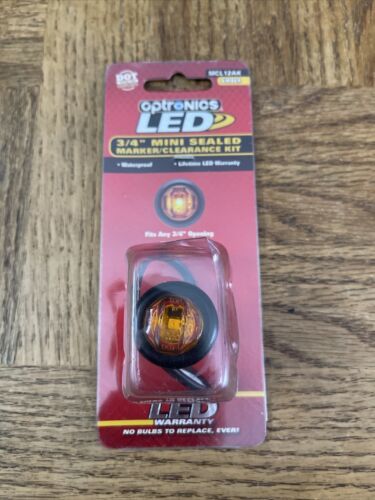 DOT
MCL12AK
optronics
LED
3/4" MINI SEALED
MARKER/CLEARANCE KIT
• Waterproof • Lifetime LED Warranty
Fits Any 3/4" Opening
LED
WARRANTY
NO BULBS TO REPLACE, EVER!